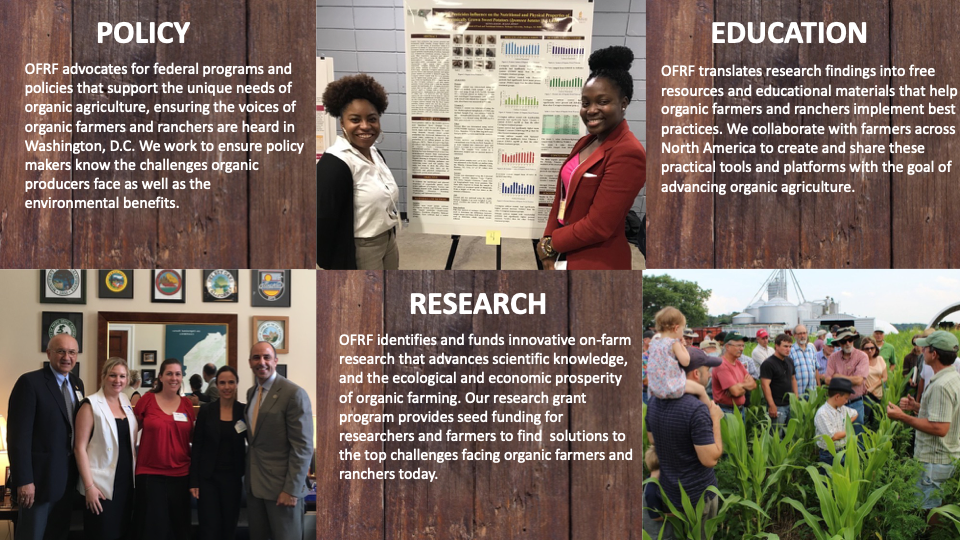 POLICY
OFRF advocates for federal programs and
policies that support the unique needs of
organic agriculture, ensuring the voices of
organic farmers and ranchers are heard in
Washington, D.C. We work to ensure policy
makers know the challenges organic
producers face as well as the
environmental benefits.
EDUCATION
OFRF translates research findings into free
resources and educational materials that help
organic farmers and ranchers implement best
practices. We collaborate with farmers across
North America to create and share these
practical tools and platforms with the goal of
advancing organic agriculture.
RESEARCH
OFRF identifies and funds innovative on-farm
research that advances scientific knowledge,
and the ecological and economic prosperity
of organic farming. Our research grant
program provides seed funding for
researchers and farmers to find solutions to
the top challenges facing organic farmers and
ranchers today.